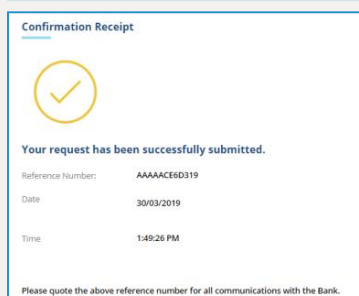 Confirmation Receipt
Your request has been successfully submitted.
Reference Number: AAAAACE6D319
Date 30/03/2019
Time 1:49:26 PM
Please quote the above reference number for all communications with the Bank.